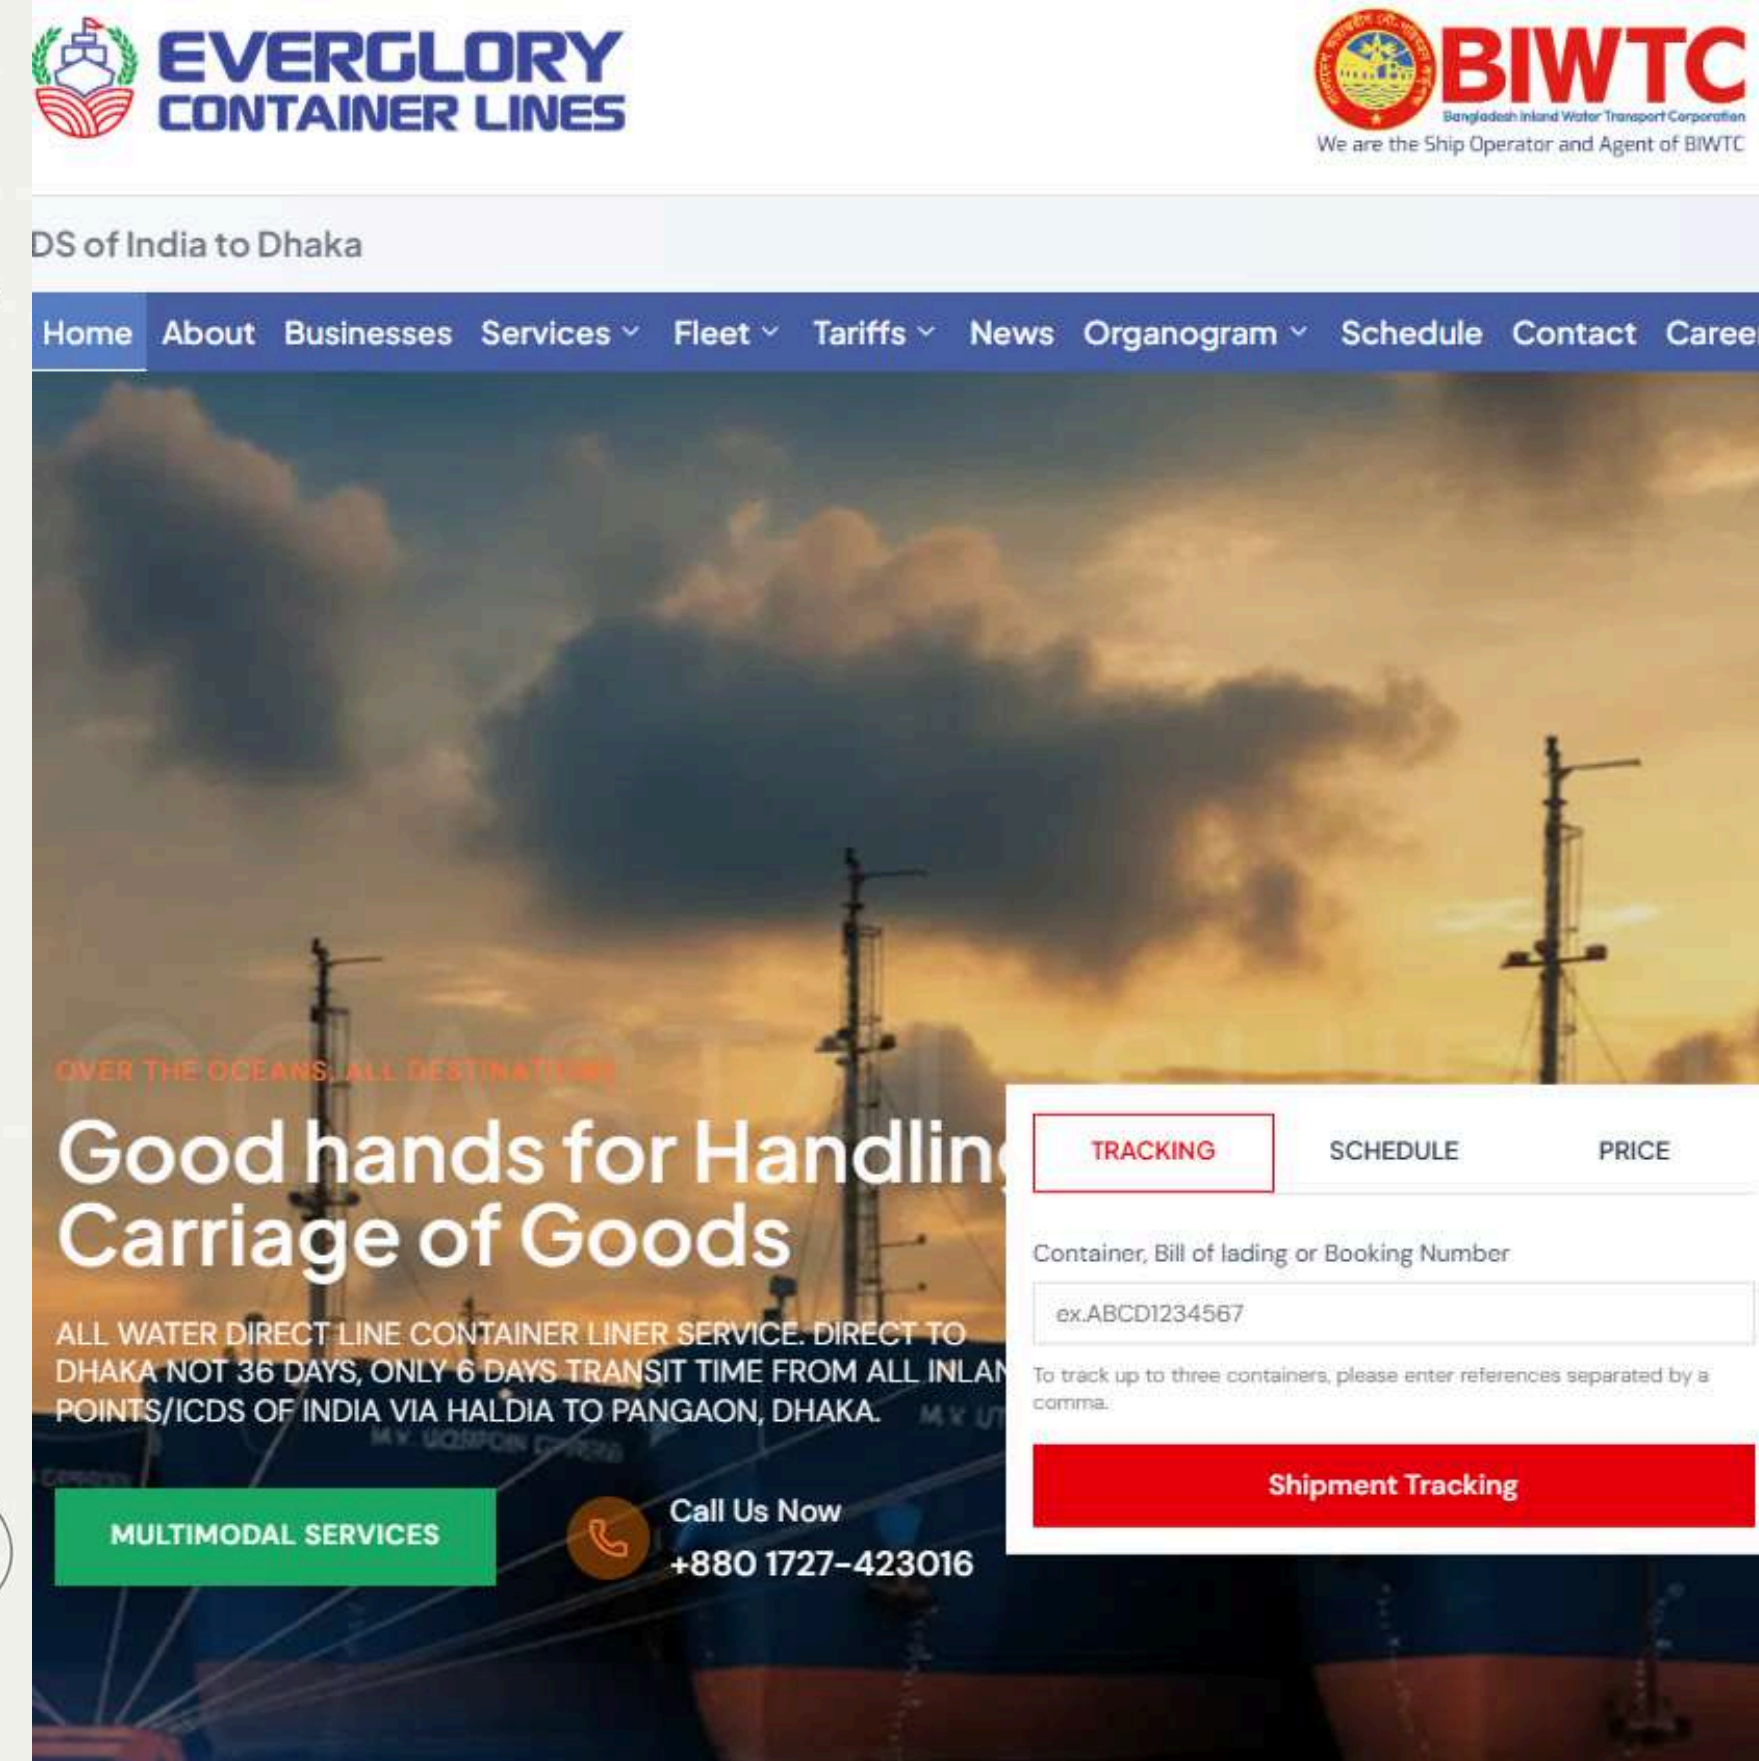 EVERGLORY
CONTAINER LINES
BIWTC
Bangladesh Inland Water Transport Corporation
We are the Ship Operator and Agent of BIWTC
DS of India to Dhaka
Home About Businesses Services Fleet Tariffs News Organogram Schedule Contact Caree
OVER THE OCEANS, ALL DESTINATIONS
Good hands for Handlin
Carriage of Goods
ALL WATER DIRECT LINE CONTAINER LINER SERVICE. DIRECT TO
DHAKA NOT 36 DAYS, ONLY 6 DAYS TRANSIT TIME FROM ALL INLAN
POINTS/ICDS OF INDIA VIA HALDIA TO PANGAON, DHAKA.
MULTIMODAL SERVICES
Call Us Now
+880 1727-423016
TRACKING SCHEDULE PRICE
Container, Bill of lading or Booking Number
ex.ABCD1234567
To track up to three containers, please enter references separated by a
comma.
Shipment Tracking